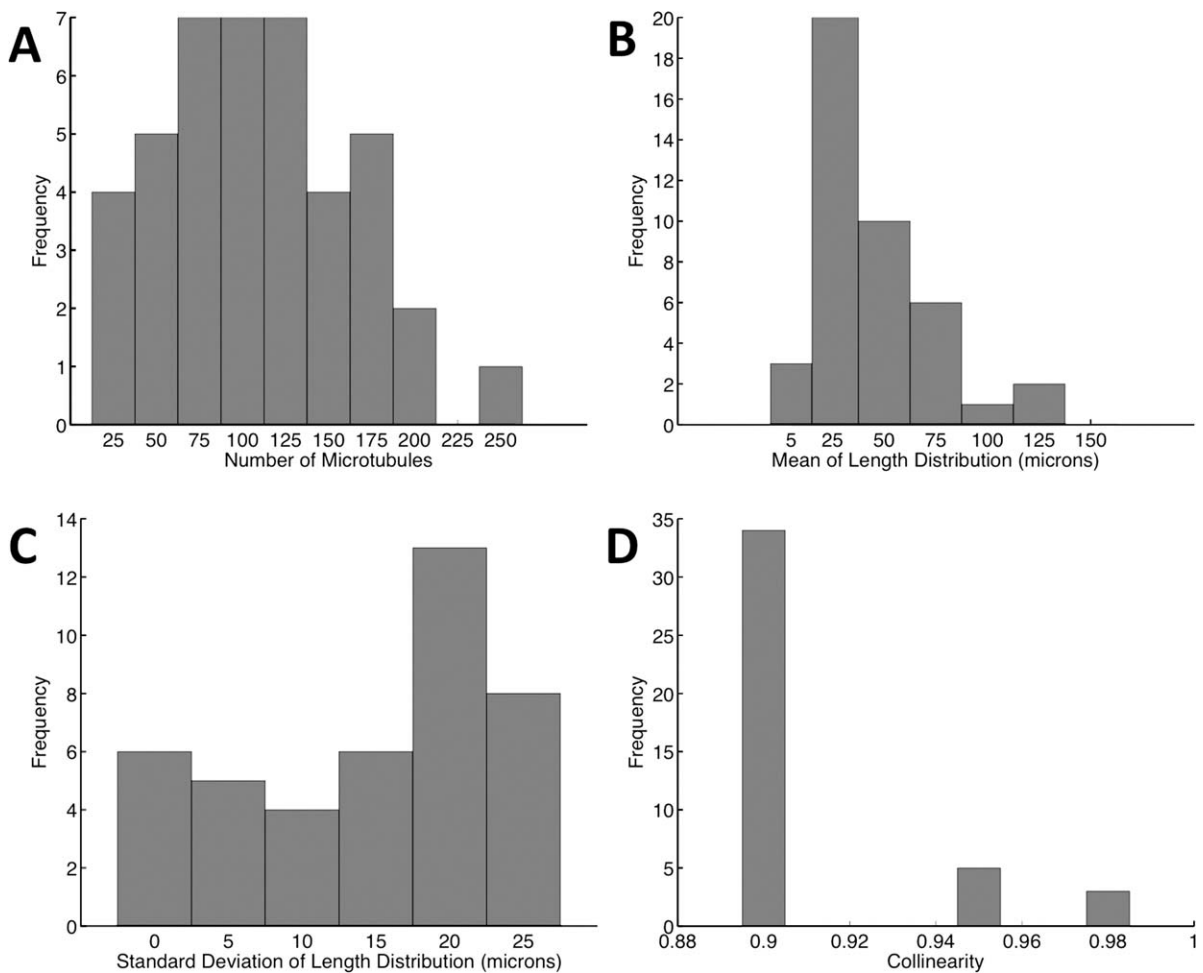 A
7
6
5
4
3
2
1
0
Frequency
25 50 75 100 125 150 175 200 225 250
Number of Microtubules
B
20
18
16
14
12
10
8
6
4
2
0
Frequency
5 25 50 75 100 125 150
Mean of Length Distribution (microns)
C
14
12
10
8
6
4
2
0
Frequency
0 5 10 15 20 25
Standard Deviation of Length Distribution (microns)
D
35
30
25
20
15
10
5
0
Frequency
0.88 0.9 0.92 0.94 0.96 0.98 1
Collinearity